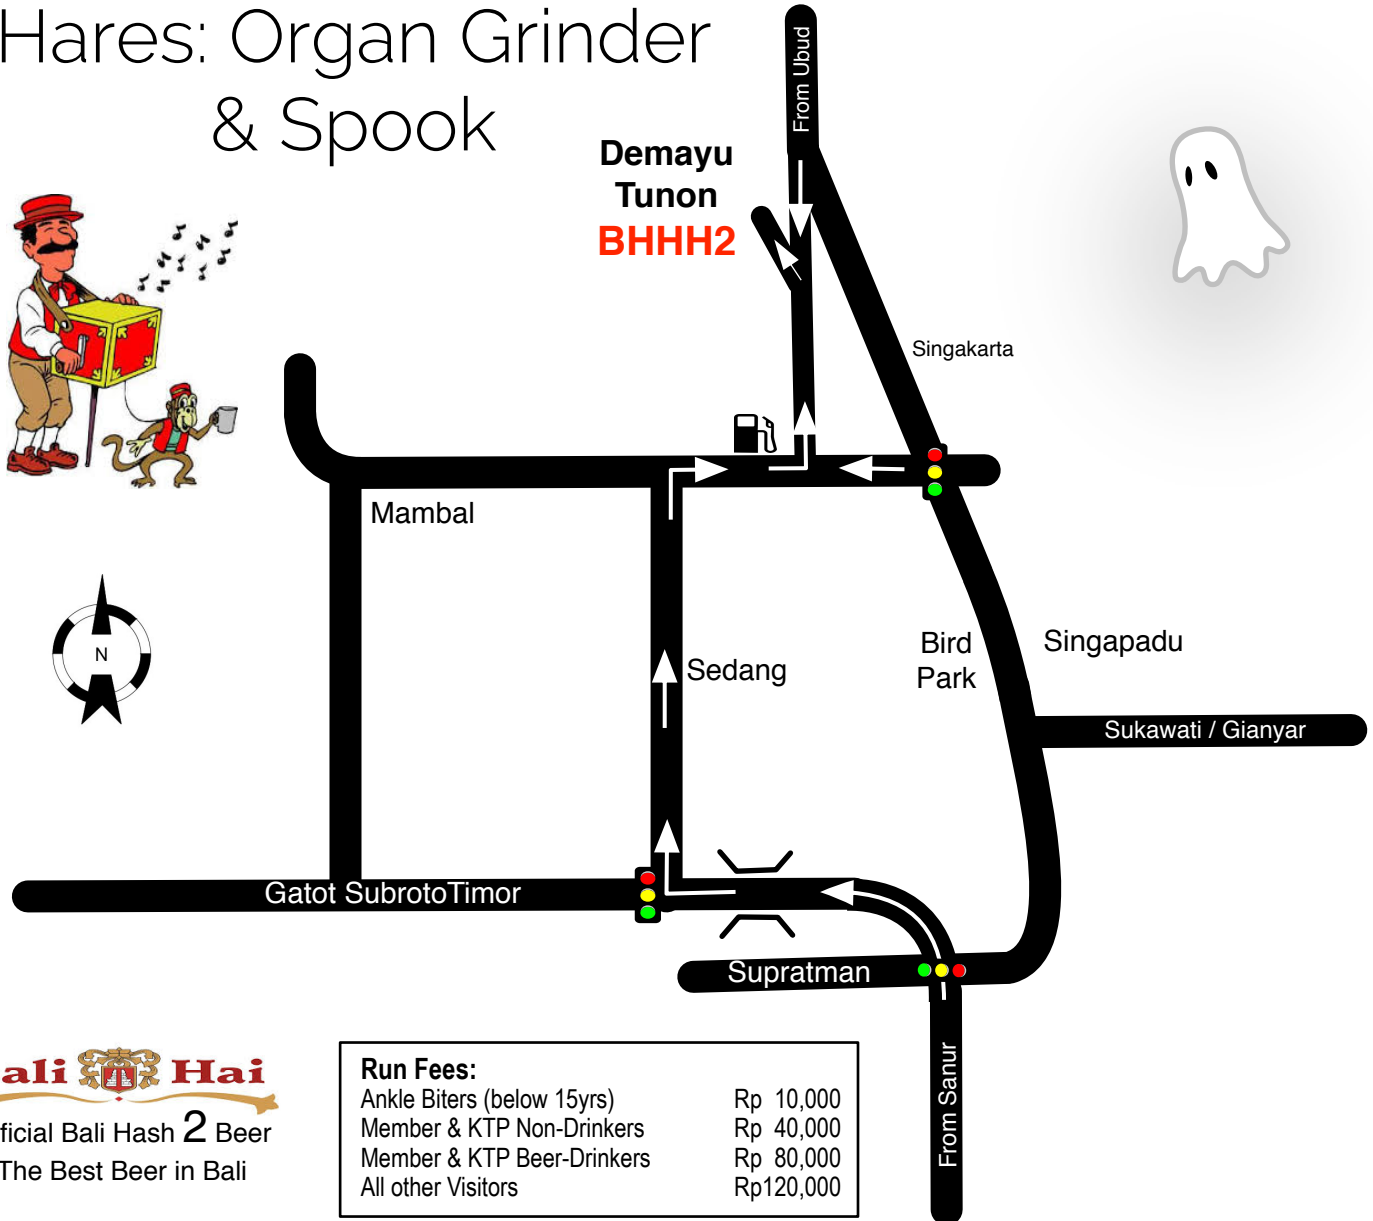 Hares: Organ Grinder
& Spook
From Ubud
Demayu
Tunon
BHHH2
Singakarta
Mambal
N
Sedang
Bird
Park
Singapadu
Sukawati / Gianyar
Gatot SubrotoTimor
Supratman
From Sanur
ali Hai
ficial Bali Hash 2 Beer
The Best Beer in Bali
Run Fees:
Ankle Biters (below 15yrs) Rp 10,000
Member & KTP Non-Drinkers Rp 40,000
Member & KTP Beer-Drinkers Rp 80,000
All other Visitors Rp120,000